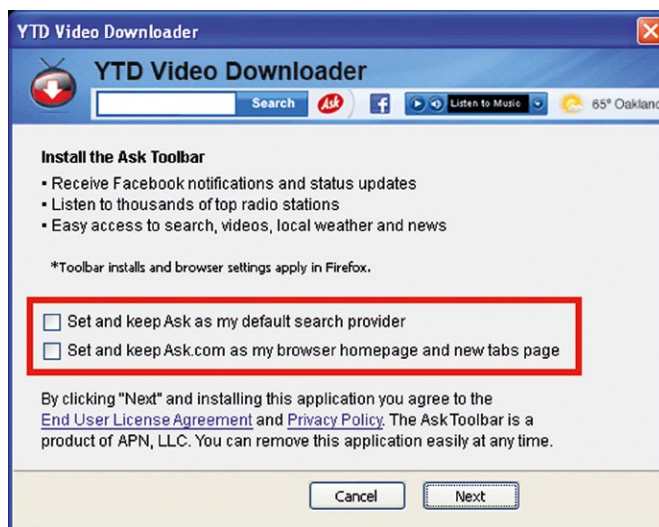 YTD Video Downloader
YTD Video Downloader
Search Ask Listen to Music 65° Oakland
Install the Ask Toolbar
▪ Receive Facebook notifications and status updates
▪ Listen to thousands of top radio stations
▪ Easy access to search, videos, local weather and news
*Toolbar installs and browser settings apply in Firefox.
Set and keep Ask as my default search provider
Set and keep Ask.com as my browser homepage and new tabs page
By clicking "Next" and installing this application you agree to the
End User License Agreement and Privacy Policy. The Ask Toolbar is a
product of APN, LLC. You can remove this application easily at any time.
Cancel Next